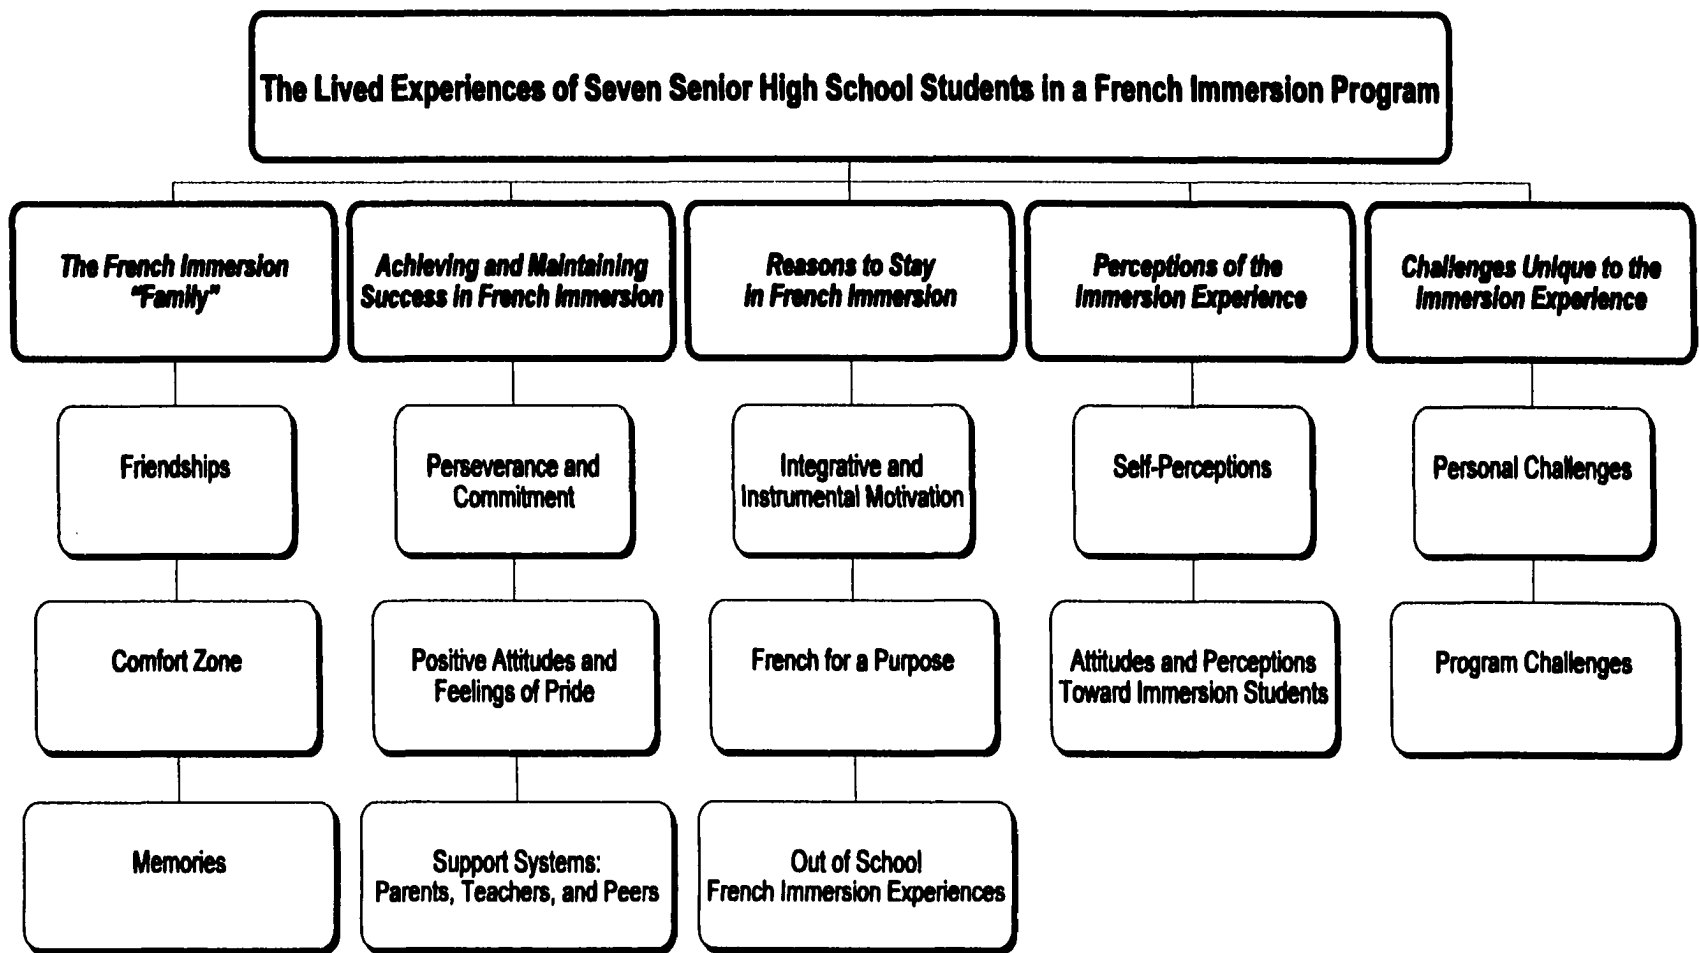 The Lived Experiences of Seven Senior High School Students in a French Immersion Program
The French Immersion
"Family"
Achieving and Maintaining
Success in French Immersion
Reasons to Stay
in French Immersion
Perceptions of the
Immersion Experience
Challenges Unique to the
Immersion Experience
Friendships
Perseverance and
Commitment
Integrative and
Instrumental Motivation
Self-Perceptions
Personal Challenges
Comfort Zone
Positive Attitudes and
Feelings of Pride
French for a Purpose
Attitudes and Perceptions
Toward Immersion Students
Program Challenges
Memories
Support Systems:
Parents, Teachers, and Peers
Out of School
French Immersion Experiences